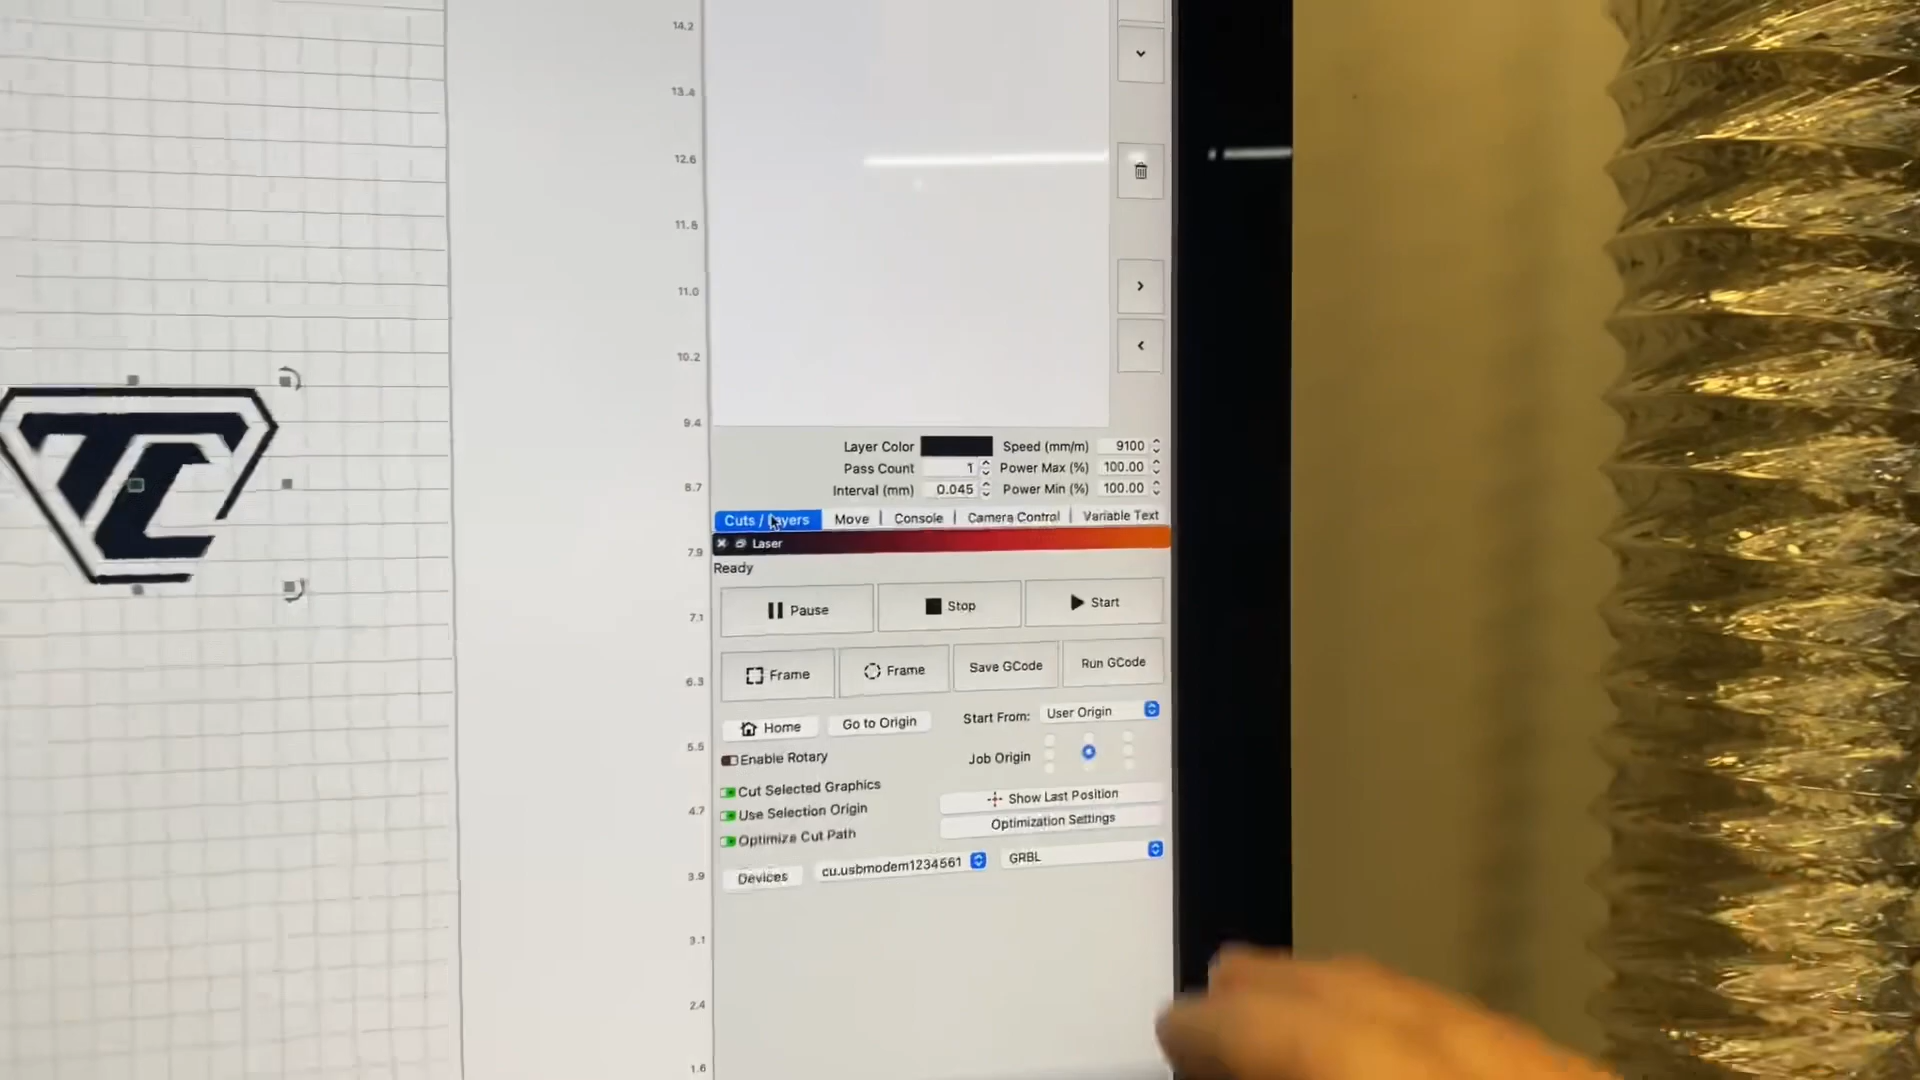 14.2
13.4
12.6
11.8
11.0
10.2
9.4
8.7
7.9
7.1
6.3
5.5
4.7
3.9
3.1
2.4
1.6
TC
Layer Color Speed (mm/m) 9100
Pass Count 1 Power Max (%) 100.00
Interval (mm) 0.045 Power Min (%) 100.00
Cuts / Layers Move Console Camera Control Variable Text
Laser
Ready
Pause Stop Start
Frame Frame Save GCode Run GCode
Home Go to Origin Start From: User Origin
Enable Rotary Job Origin
Cut Selected Graphics Show Last Position
Use Selection Origin Optimization Settings
Optimize Cut Path
Devices cu.usbmodem1234561 GRBL